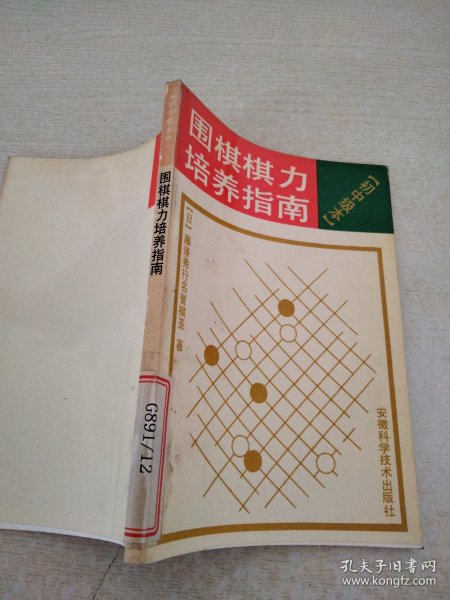 围棋棋力
培养指南
【初中级本】
【日】藤泽秀行名誉棋圣 著
安徽科学技术出版社
围棋棋力培养指南
G891/12
孔夫子旧书网
www.kongfz.com